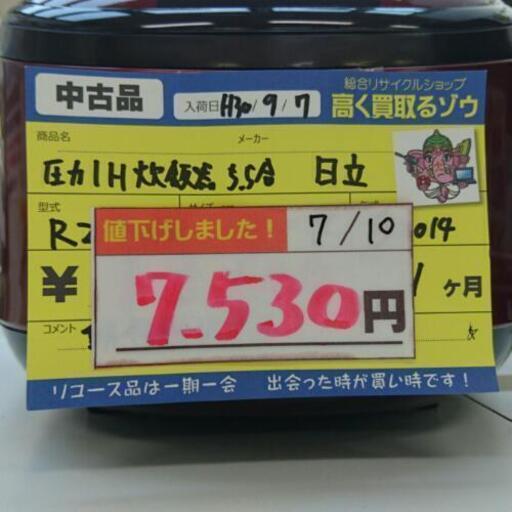 中古品
入荷日 H30/9/7
総合リサイクルショップ
高く買取るゾウ
商品名 メーカー
圧力IH炊飯器 5.5合 日立
型式
RZ 014
値下げしました! 7/10
¥ 7.530円 ヶ月
コメント
リユース品は一期一会 出会った時が買い時です!